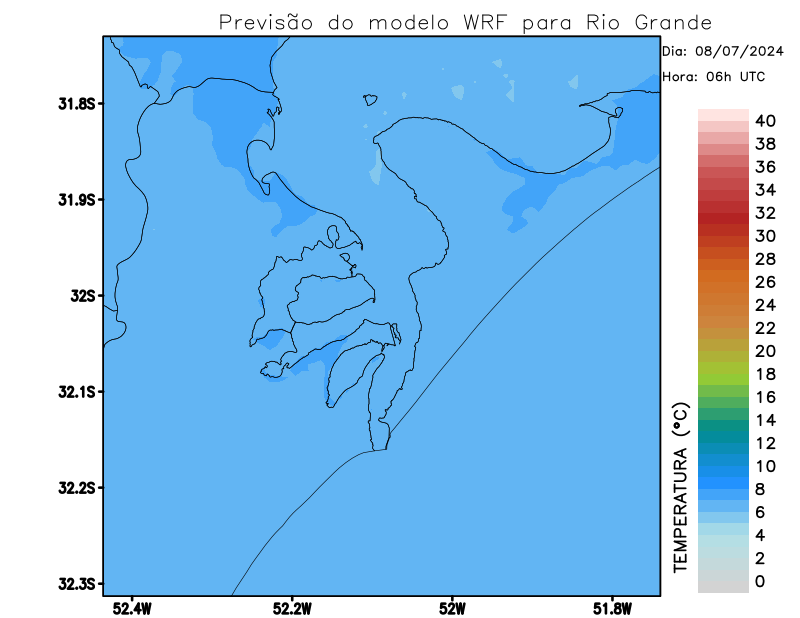 Previsão do modelo WRF para Rio Grande
Dia: 08/07/2024
Hora: 06h UTC
31.8S
31.9S
32S
32.1S
32.2S
32.3S
52.4W
52.2W
52W
51.8W
TEMPERATURA (°C)
40
38
36
34
32
30
28
26
24
22
20
18
16
14
12
10
8
6
4
2
0